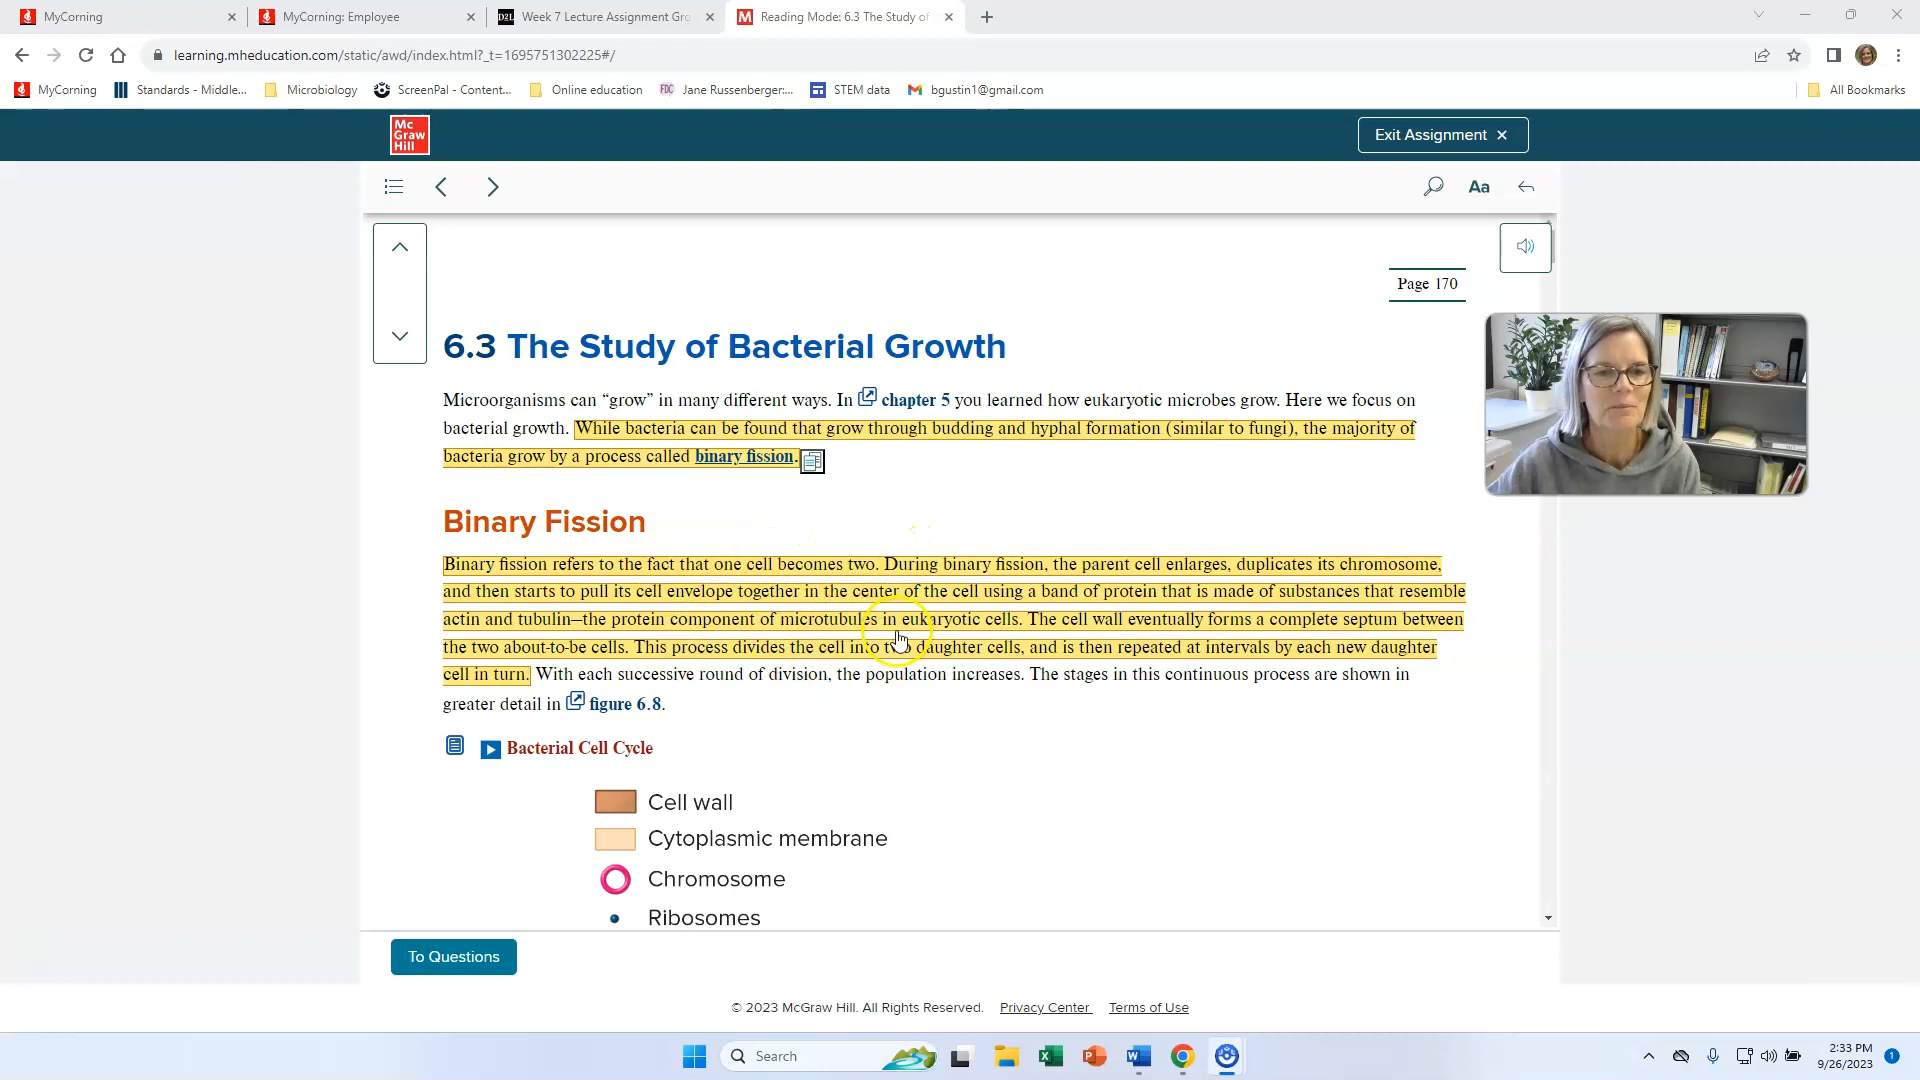 MyCorning
MyCorning: Employee
D2L Week 7 Lecture Assignment Gro
M Reading Mode: 6.3 The Study of
learning.mheducation.com/static/awd/index.html?_t=1695751302225#/
MyCorning
Standards - Middle...
Microbiology
ScreenPal - Content...
Online education
FDC Jane Russenberger:...
STEM data
bgustin1@gmail.com
All Bookmarks
Mc
Graw
Hill
Exit Assignment
Aa
Page 170
6.3 The Study of Bacterial Growth
Microorganisms can “grow” in many different ways. In chapter 5 you learned how eukaryotic microbes grow. Here we focus on
bacterial growth. While bacteria can be found that grow through budding and hyphal formation (similar to fungi), the majority of
bacteria grow by a process called binary fission.
Binary Fission
Binary fission refers to the fact that one cell becomes two. During binary fission, the parent cell enlarges, duplicates its chromosome,
and then starts to pull its cell envelope together in the center of the cell using a band of protein that is made of substances that resemble
actin and tubulin—the protein component of microtubules in eukaryotic cells. The cell wall eventually forms a complete septum between
the two about-to-be cells. This process divides the cell into two daughter cells, and is then repeated at intervals by each new daughter
cell in turn. With each successive round of division, the population increases. The stages in this continuous process are shown in
greater detail in figure 6.8.
Bacterial Cell Cycle
Cell wall
Cytoplasmic membrane
Chromosome
Ribosomes
To Questions
© 2023 McGraw Hill. All Rights Reserved. Privacy Center Terms of Use
Search
2:33 PM
9/26/2023
1